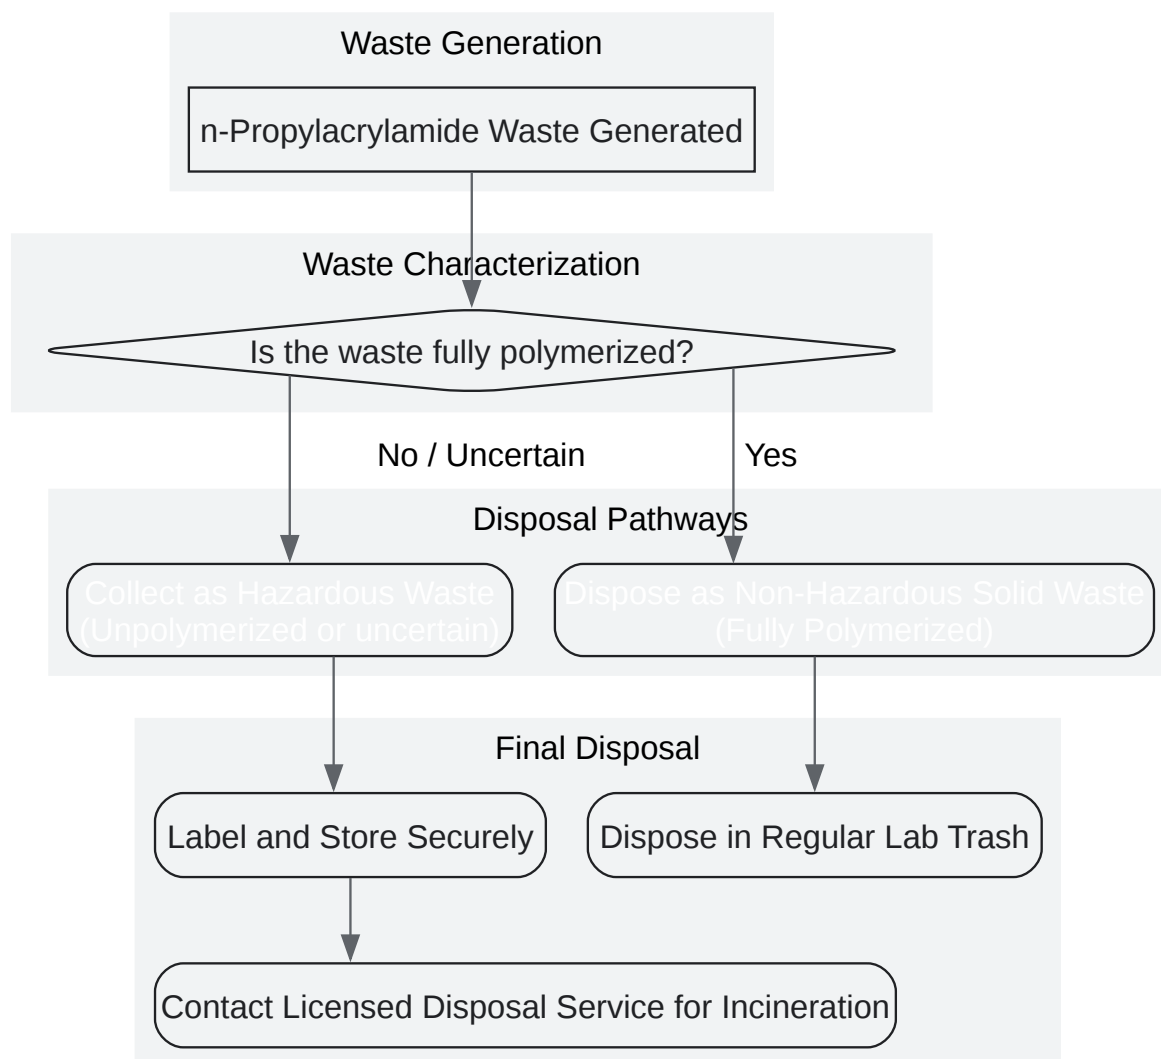 Waste Generation
n-Propylacrylamide Waste Generated
Waste Characterization
Is the waste fully polymerized?
No / Uncertain
Yes
Disposal Pathways
Collect as Hazardous Waste
(Unpolymerized or uncertain)
Dispose as Non-Hazardous Solid Waste
(Fully Polymerized)
Final Disposal
Label and Store Securely
Dispose in Regular Lab Trash
Contact Licensed Disposal Service for Incineration